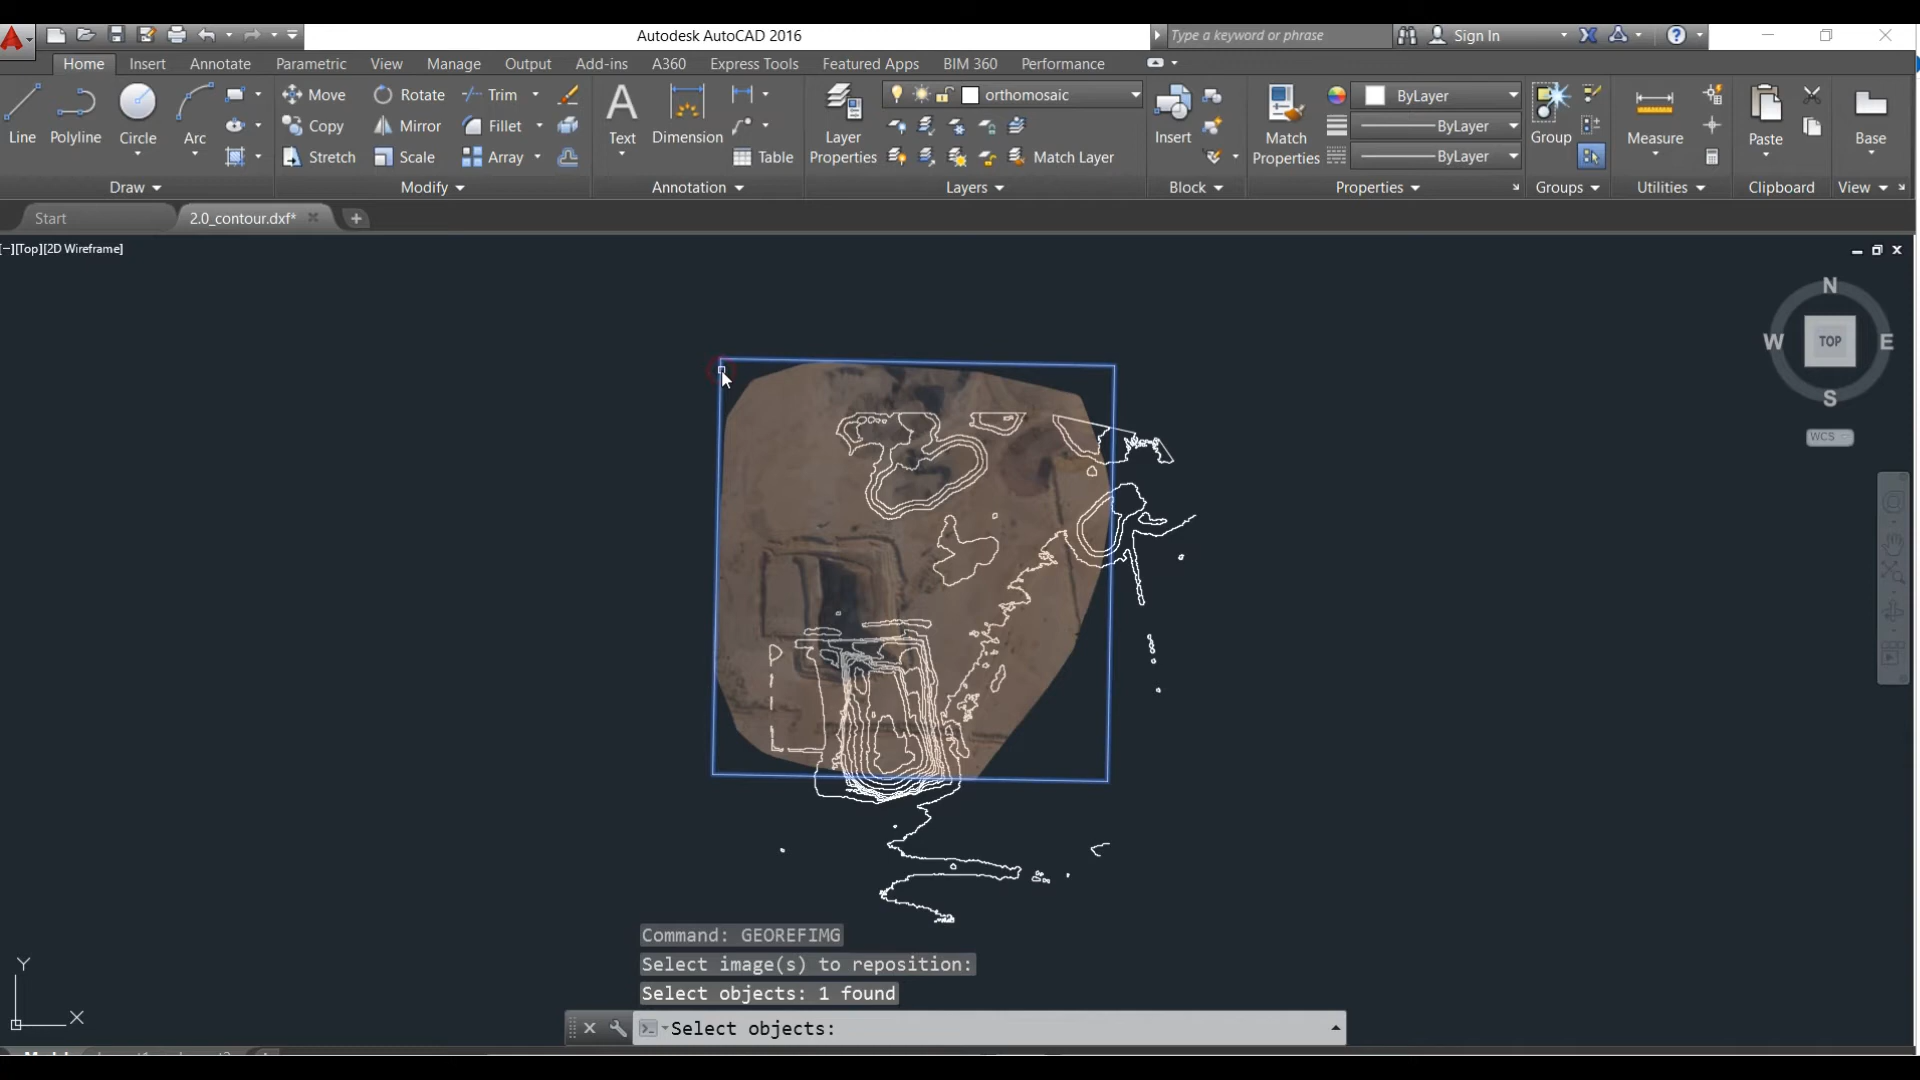 Autodesk AutoCAD 2016
Type a keyword or phrase
Sign In
Home Insert Annotate Parametric View Manage Output Add-ins A360 Express Tools Featured Apps BIM 360 Performance
Line
Polyline
Circle
Arc
Move
Rotate
Trim
Copy
Mirror
Fillet
Stretch
Scale
Array
Text
Dimension
Table
Layer
Properties
orthomosaic
Match Layer
Insert
Match
Properties
ByLayer
ByLayer
ByLayer
Group
Measure
Paste
Base
Draw
Modify
Annotation
Layers
Block
Properties
Groups
Utilities
Clipboard
View
Start
2.0_contour.dxf*
[−][Top][2D Wireframe]
N
W
TOP
E
S
WCS
Command: GEOREFIMG
Select image(s) to reposition:
Select objects: 1 found
Select objects:
Y
X